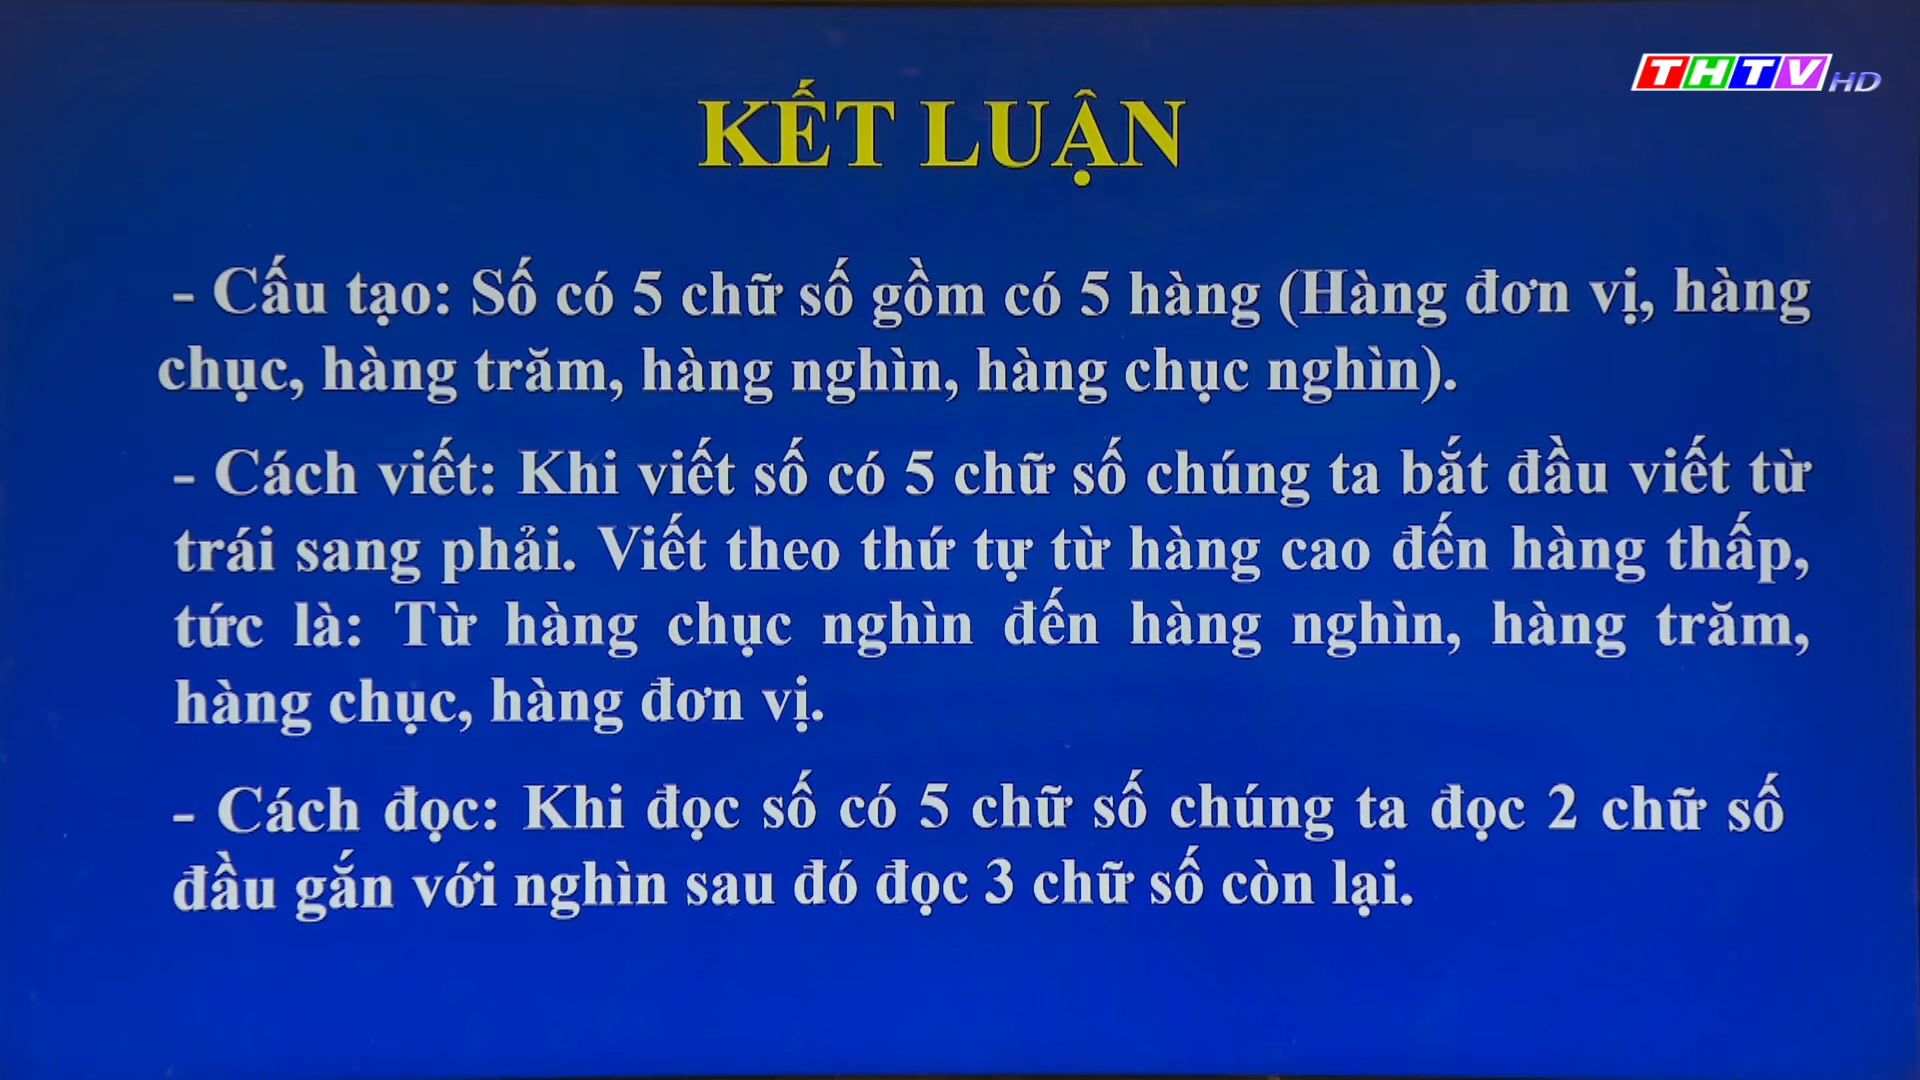 THTV HD
KẾT LUẬN
- Cấu tạo: Số có 5 chữ số gồm có 5 hàng (Hàng đơn vị, hàng
chục, hàng trăm, hàng nghìn, hàng chục nghìn).
- Cách viết: Khi viết số có 5 chữ số chúng ta bắt đầu viết từ
trái sang phải. Viết theo thứ tự từ hàng cao đến hàng thấp,
tức là: Từ hàng chục nghìn đến hàng nghìn, hàng trăm,
hàng chục, hàng đơn vị.
- Cách đọc: Khi đọc số có 5 chữ số chúng ta đọc 2 chữ số
đầu gắn với nghìn sau đó đọc 3 chữ số còn lại.